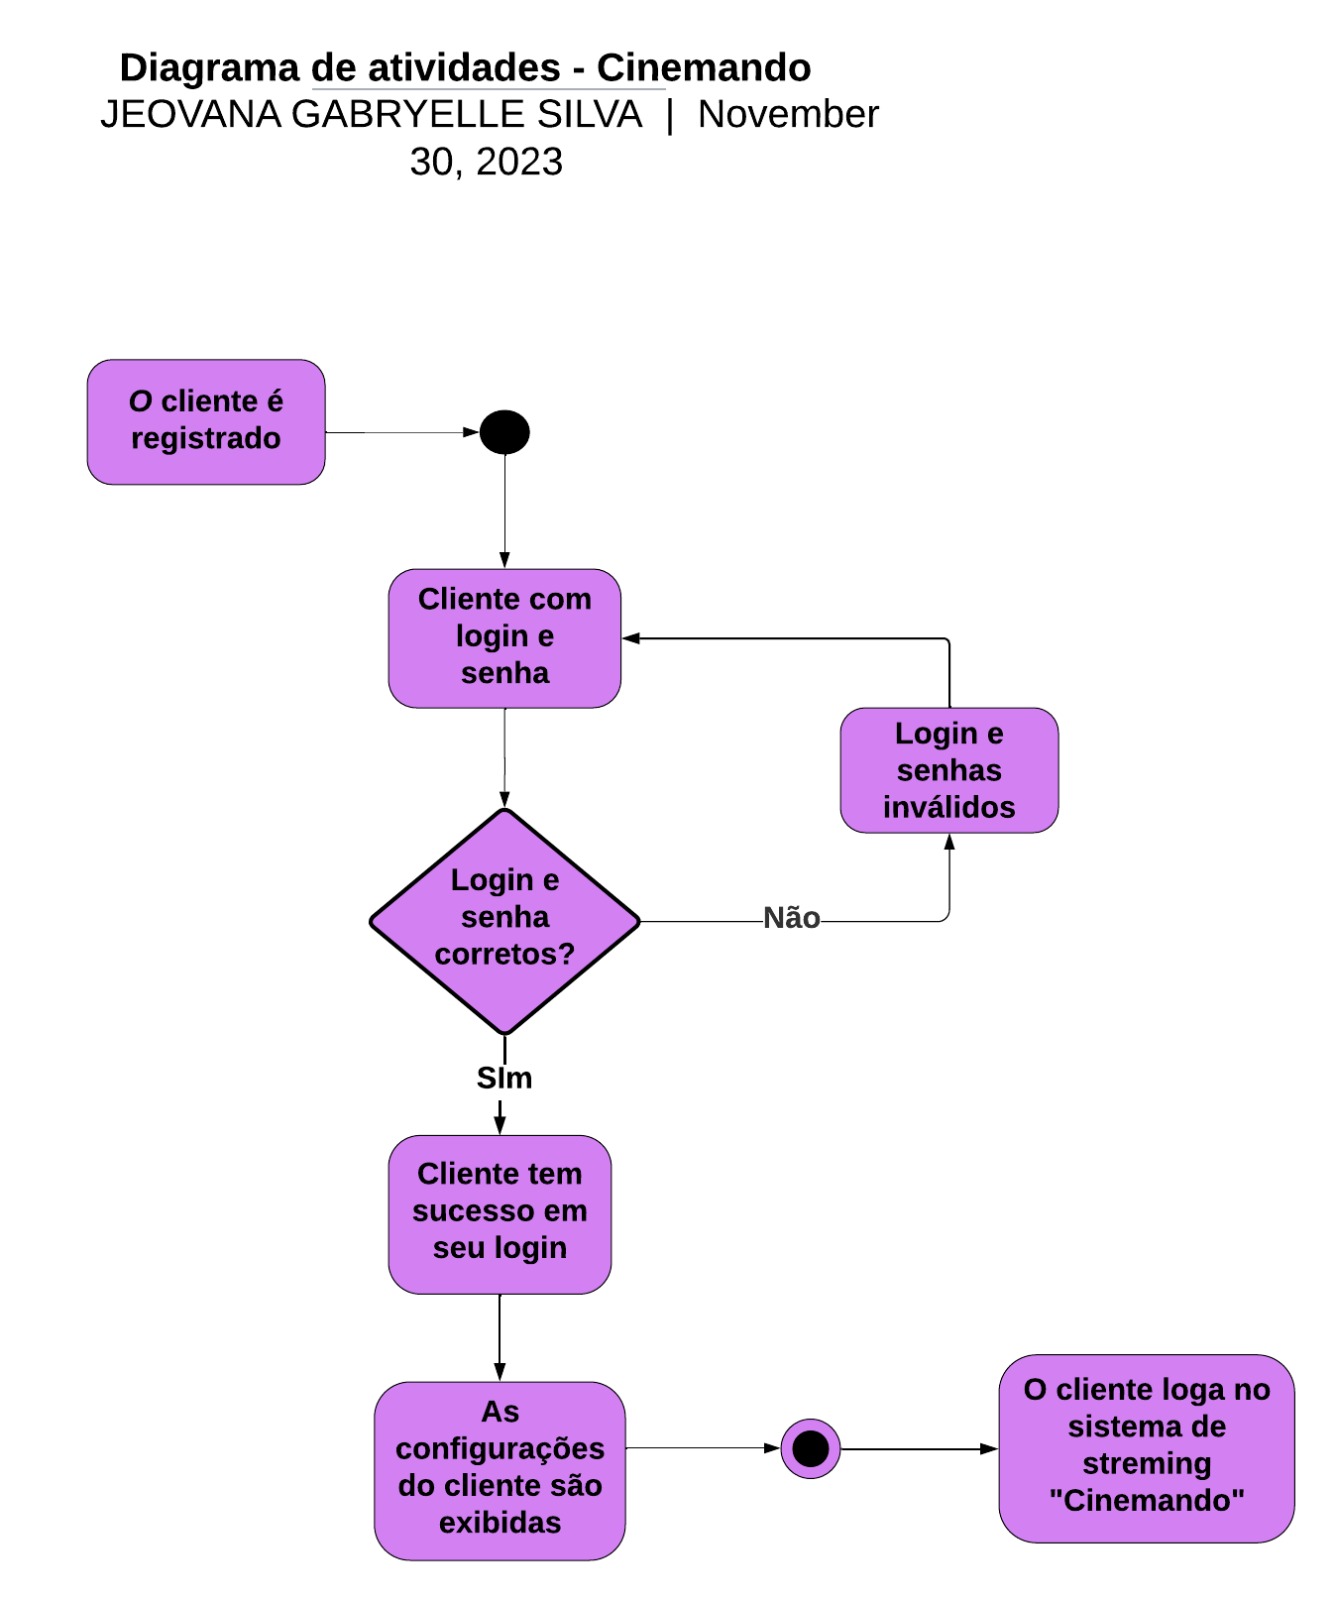 Diagrama de atividades - Cinemando
JEOVANA GABRYELLE SILVA | November
30, 2023
O cliente é
registrado
Cliente com
login e
senha
Login e
senhas
inválidos
Login e
senha
corretos?
Não
SIm
Cliente tem
sucesso em
seu login
As
configurações
do cliente são
exibidas
O cliente loga no
sistema de
streming
"Cinemando"